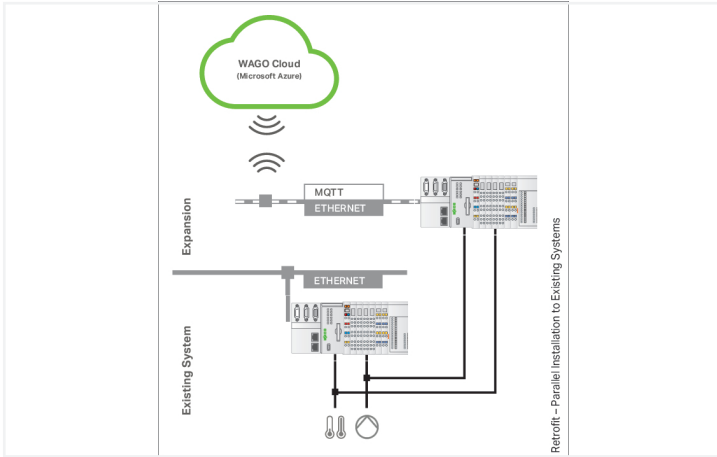 WAGO Cloud
(Microsoft Azure)
MQTT
ETHERNET
Expansion
ETHERNET
Existing System
Retrofit – Parallel Installation to Existing Systems